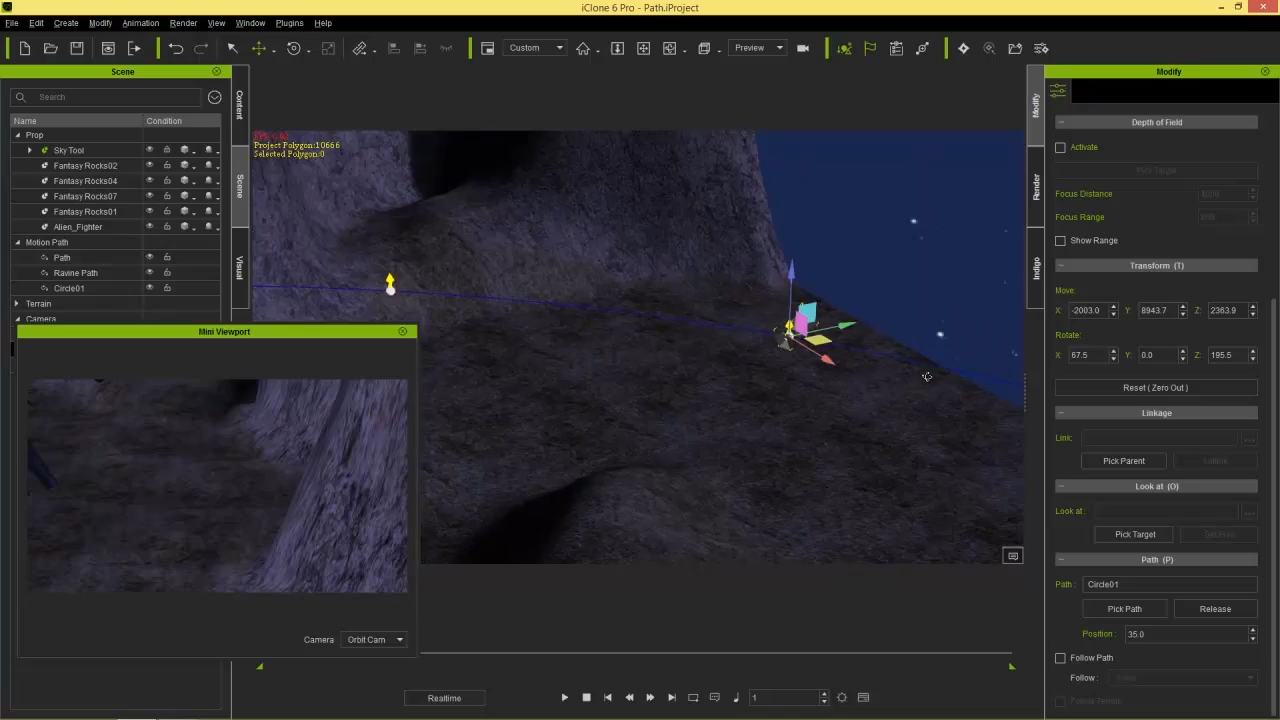 iClone 6 Pro - Path.iProject
File Edit Create Modify Animation Render View Window Plugins Help
Custom
Preview
Scene
Search
Name Condition
Prop
Sky Tool
Fantasy Rocks02
Fantasy Rocks04
Fantasy Rocks07
Fantasy Rocks01
Alien_Fighter
Motion Path
Path
Ravine Path
Circle01
Terrain
Camera
Content
Scene
Visual
Project Polygon:10666
Selected Polygon:0
Mini Viewport
Camera Orbit Cam
Realtime
1
Modify
Render
Indigo
Modify
Depth of Field
Activate
Pick Target
Focus Distance
Focus Range
Show Range
Transform (T)
Move:
X: -2003.0 Y: 8943.7 Z: 2363.9
Rotate:
X: 67.5 Y: 0.0 Z: 195.5
Reset ( Zero Out )
Linkage
Link:
Pick Parent
Look at (O)
Look at :
Pick Target
Path (P)
Path : Circle01
Pick Path Release
Position : 35.0
Follow Path
Follow :